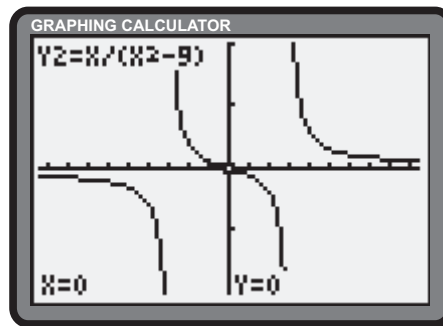 GRAPHING CALCULATOR
Y2=X/(X²-9)
X=0 Y=0